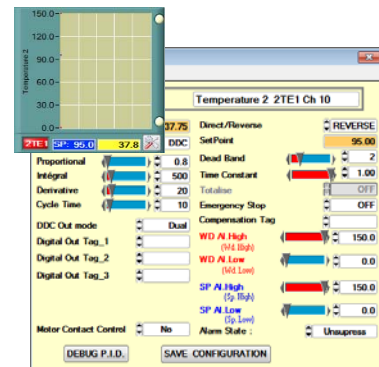 150.0
120.0
90.0
60.0
30.0
0.0
Temperature 2
2TE1 SP: 95.0 37.8
Temperature 2 2TE1 Ch 10
37.75
DDC
Proportional 0.8
Intégral 500
Derivative 20
Cycle Time 10
DDC Out mode Dual
Digital Out Tag_1
Digital Out Tag_2
Digital Out Tag_3
Motor Contact Control No
DEBUG P.I.D. SAVE CONFIGURATION
Direct/Reverse REVERSE
SetPoint 95.00
Dead Band 2
Time Constant 1.00
Totalise OFF
Emergency Stop OFF
Compensation Tag
WD Al.High 150.0
(Wd.High)
WD Al.Low 0.0
(Wd.Low)
SP Al.High 150.0
(Sp.High)
SP Al.Low 0.0
(Sp.Low)
Alarm State : Unsupress